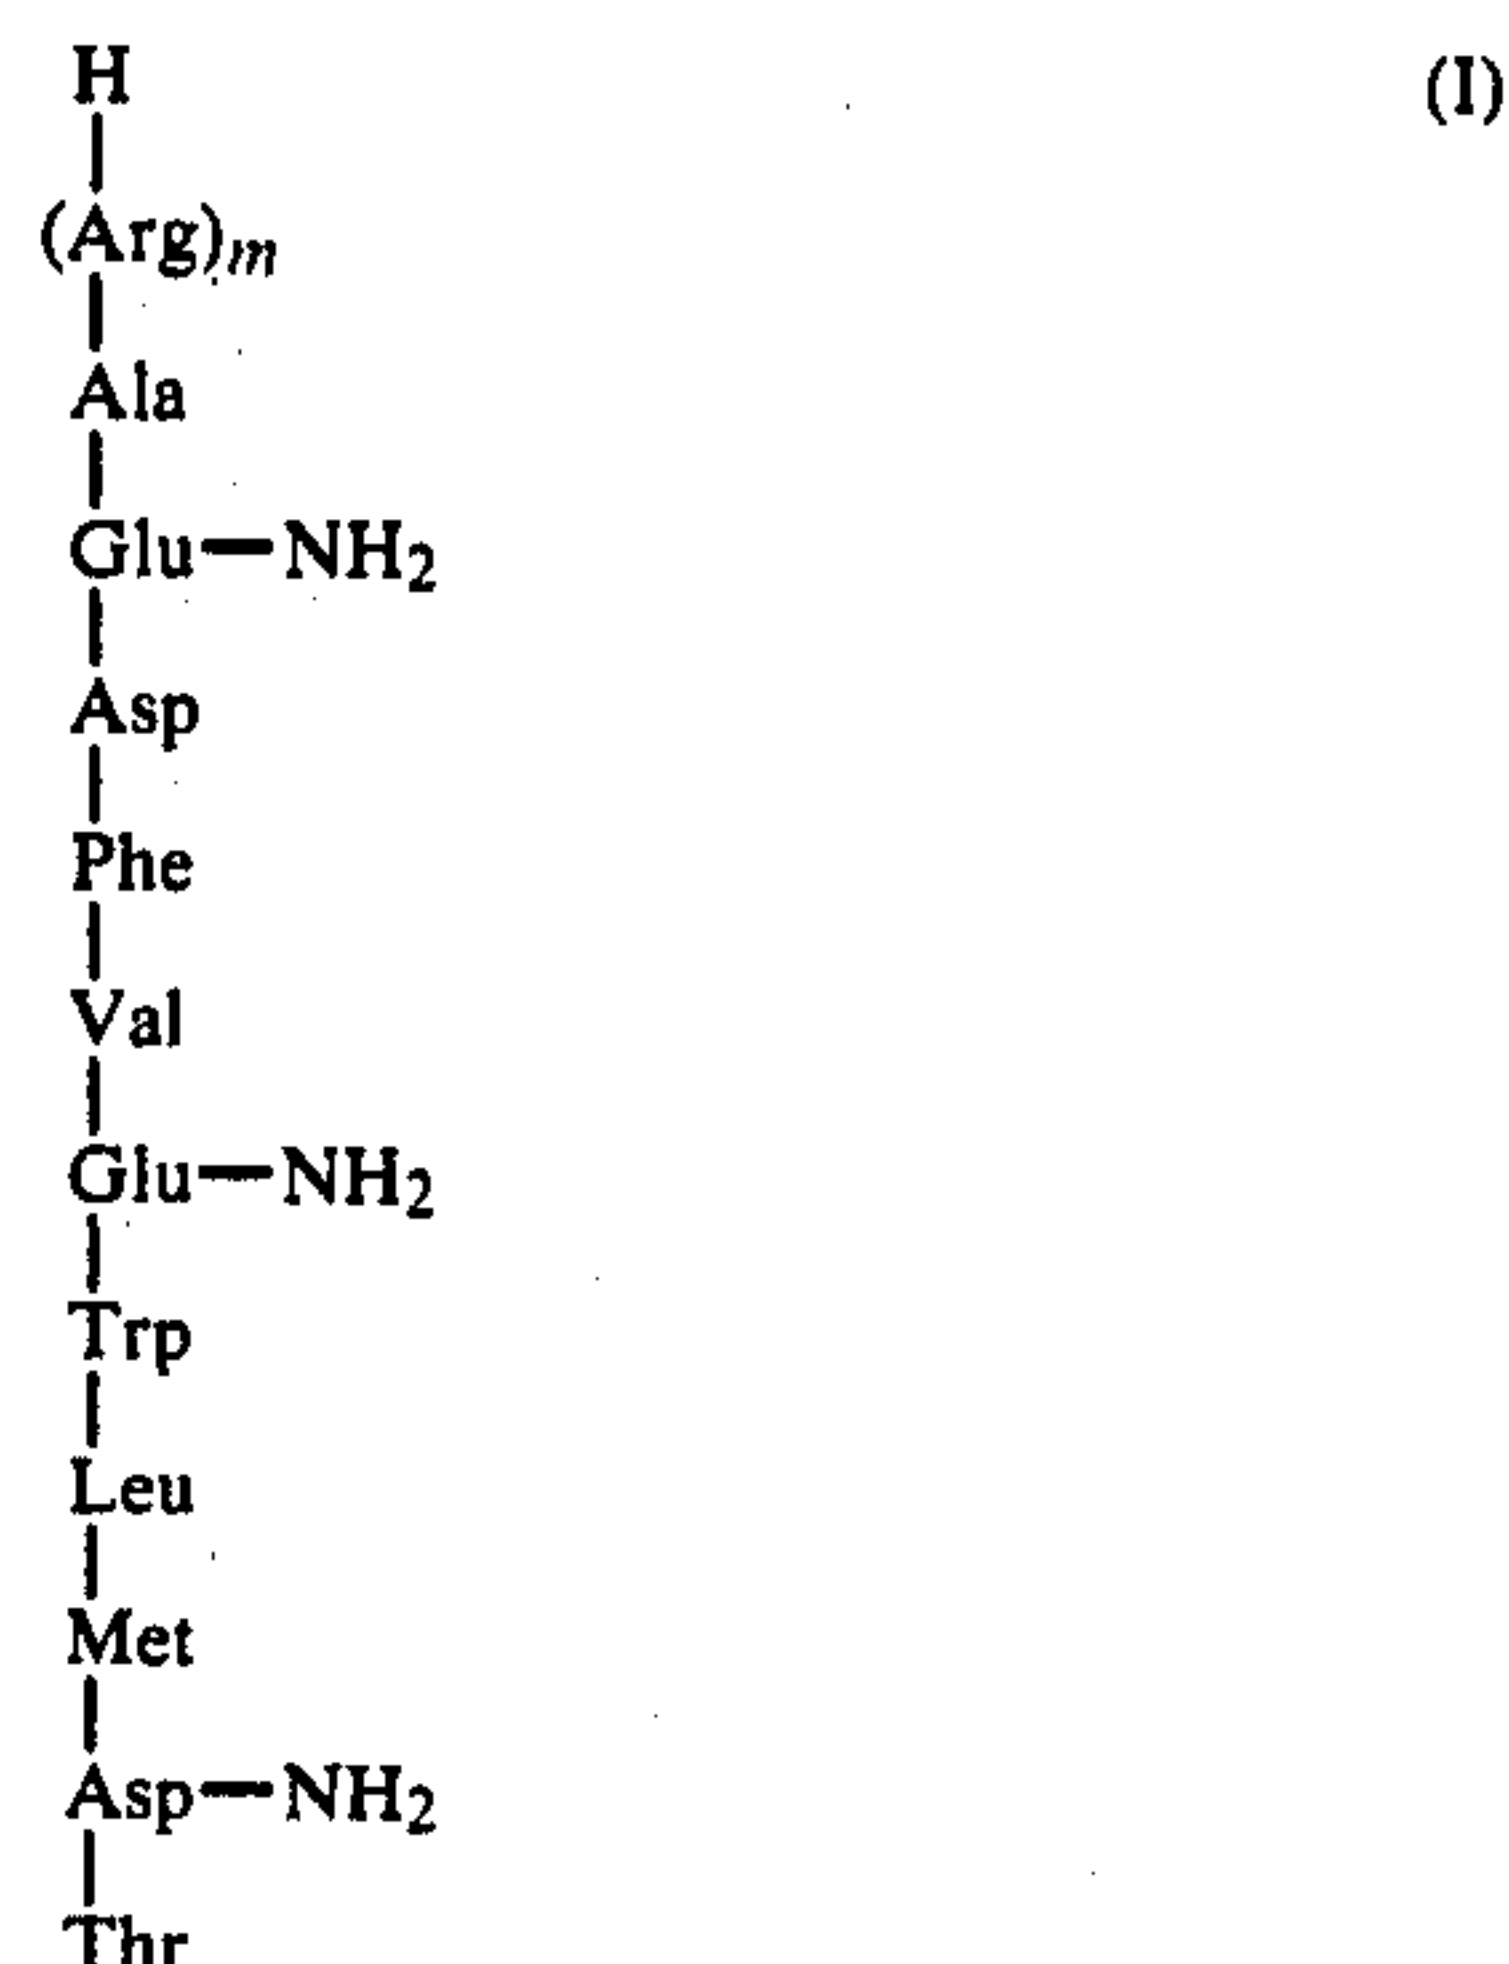 H (I)
(Arg)m
Ala
Glu—NH2
Asp
Phe
Val
Glu—NH2
Trp
Leu
Met
Asp—NH2
Thr